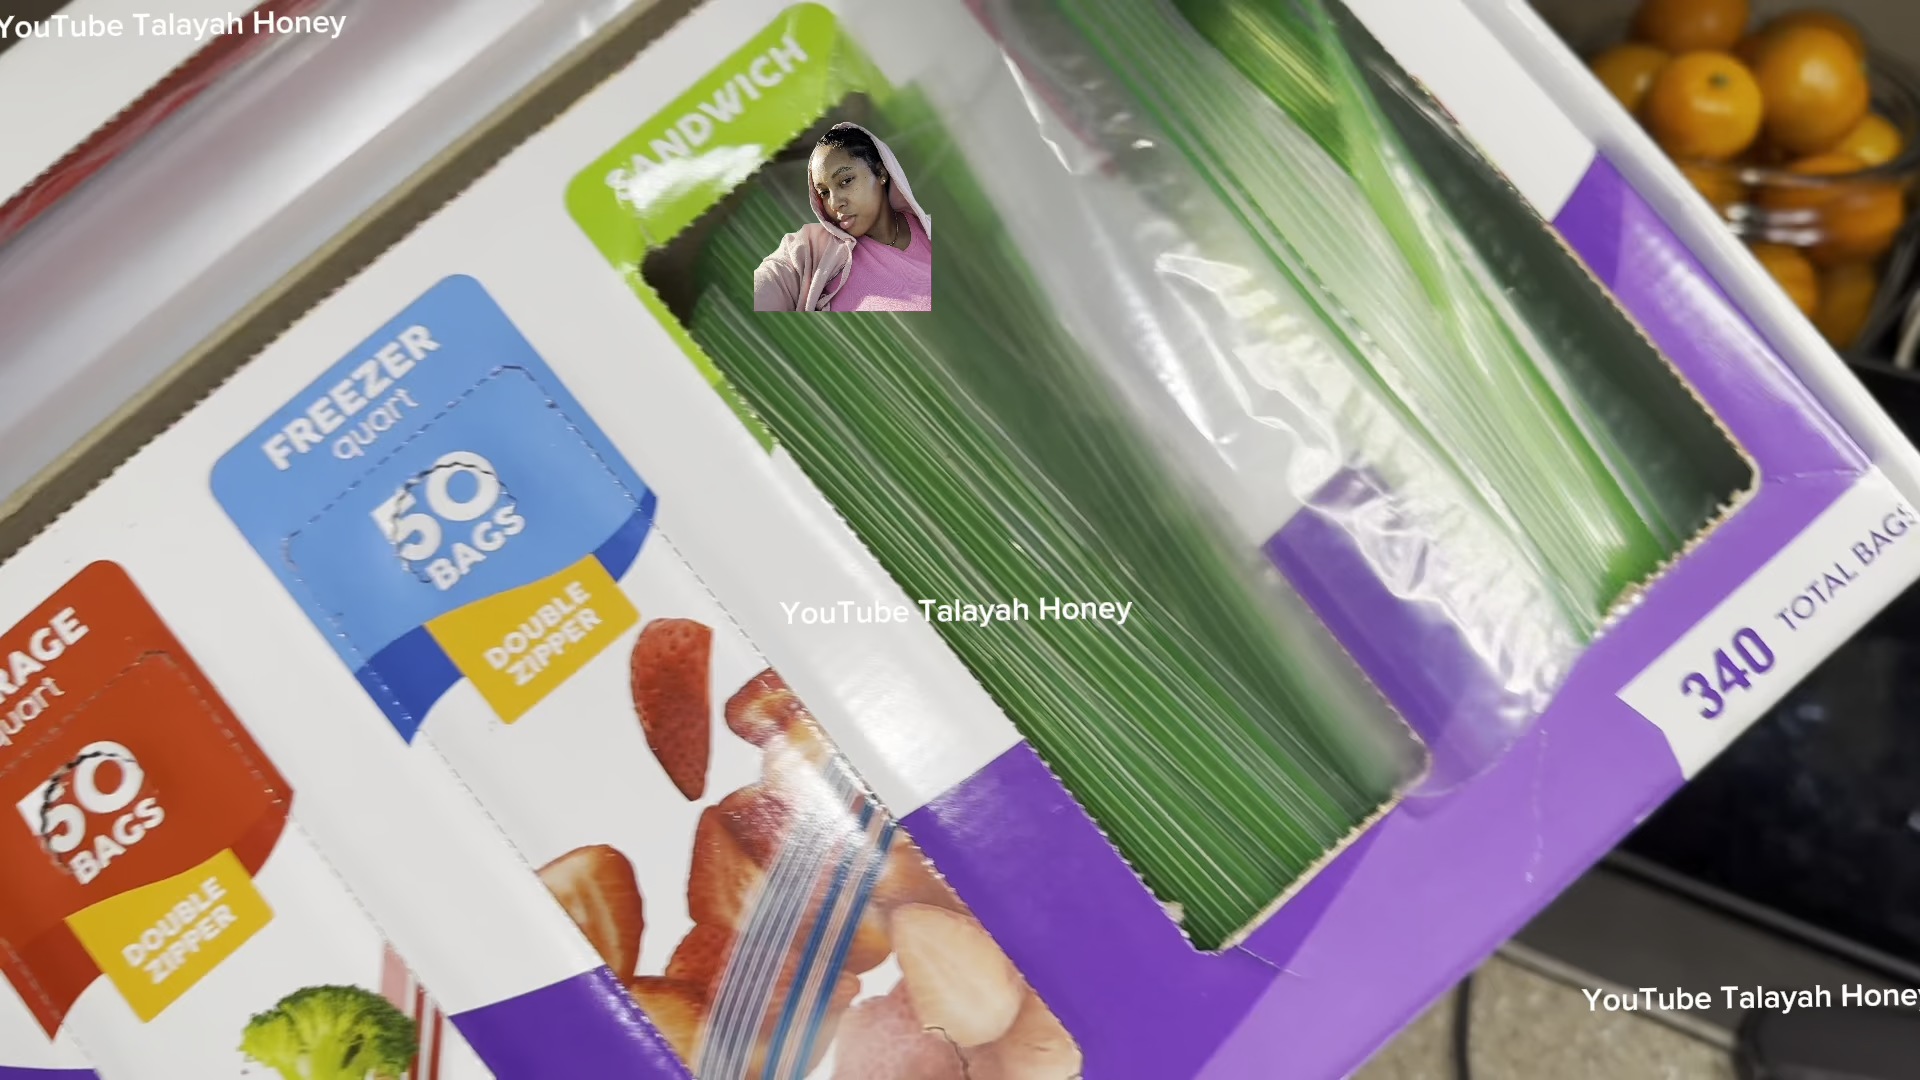 YouTube Talayah Honey
SANDWICH
FREEZER
quart
50
BAGS
DOUBLE
ZIPPER
RAGE
quart
50
BAGS
DOUBLE
ZIPPER
YouTube Talayah Honey
340 TOTAL BAGS
YouTube Talayah Honey